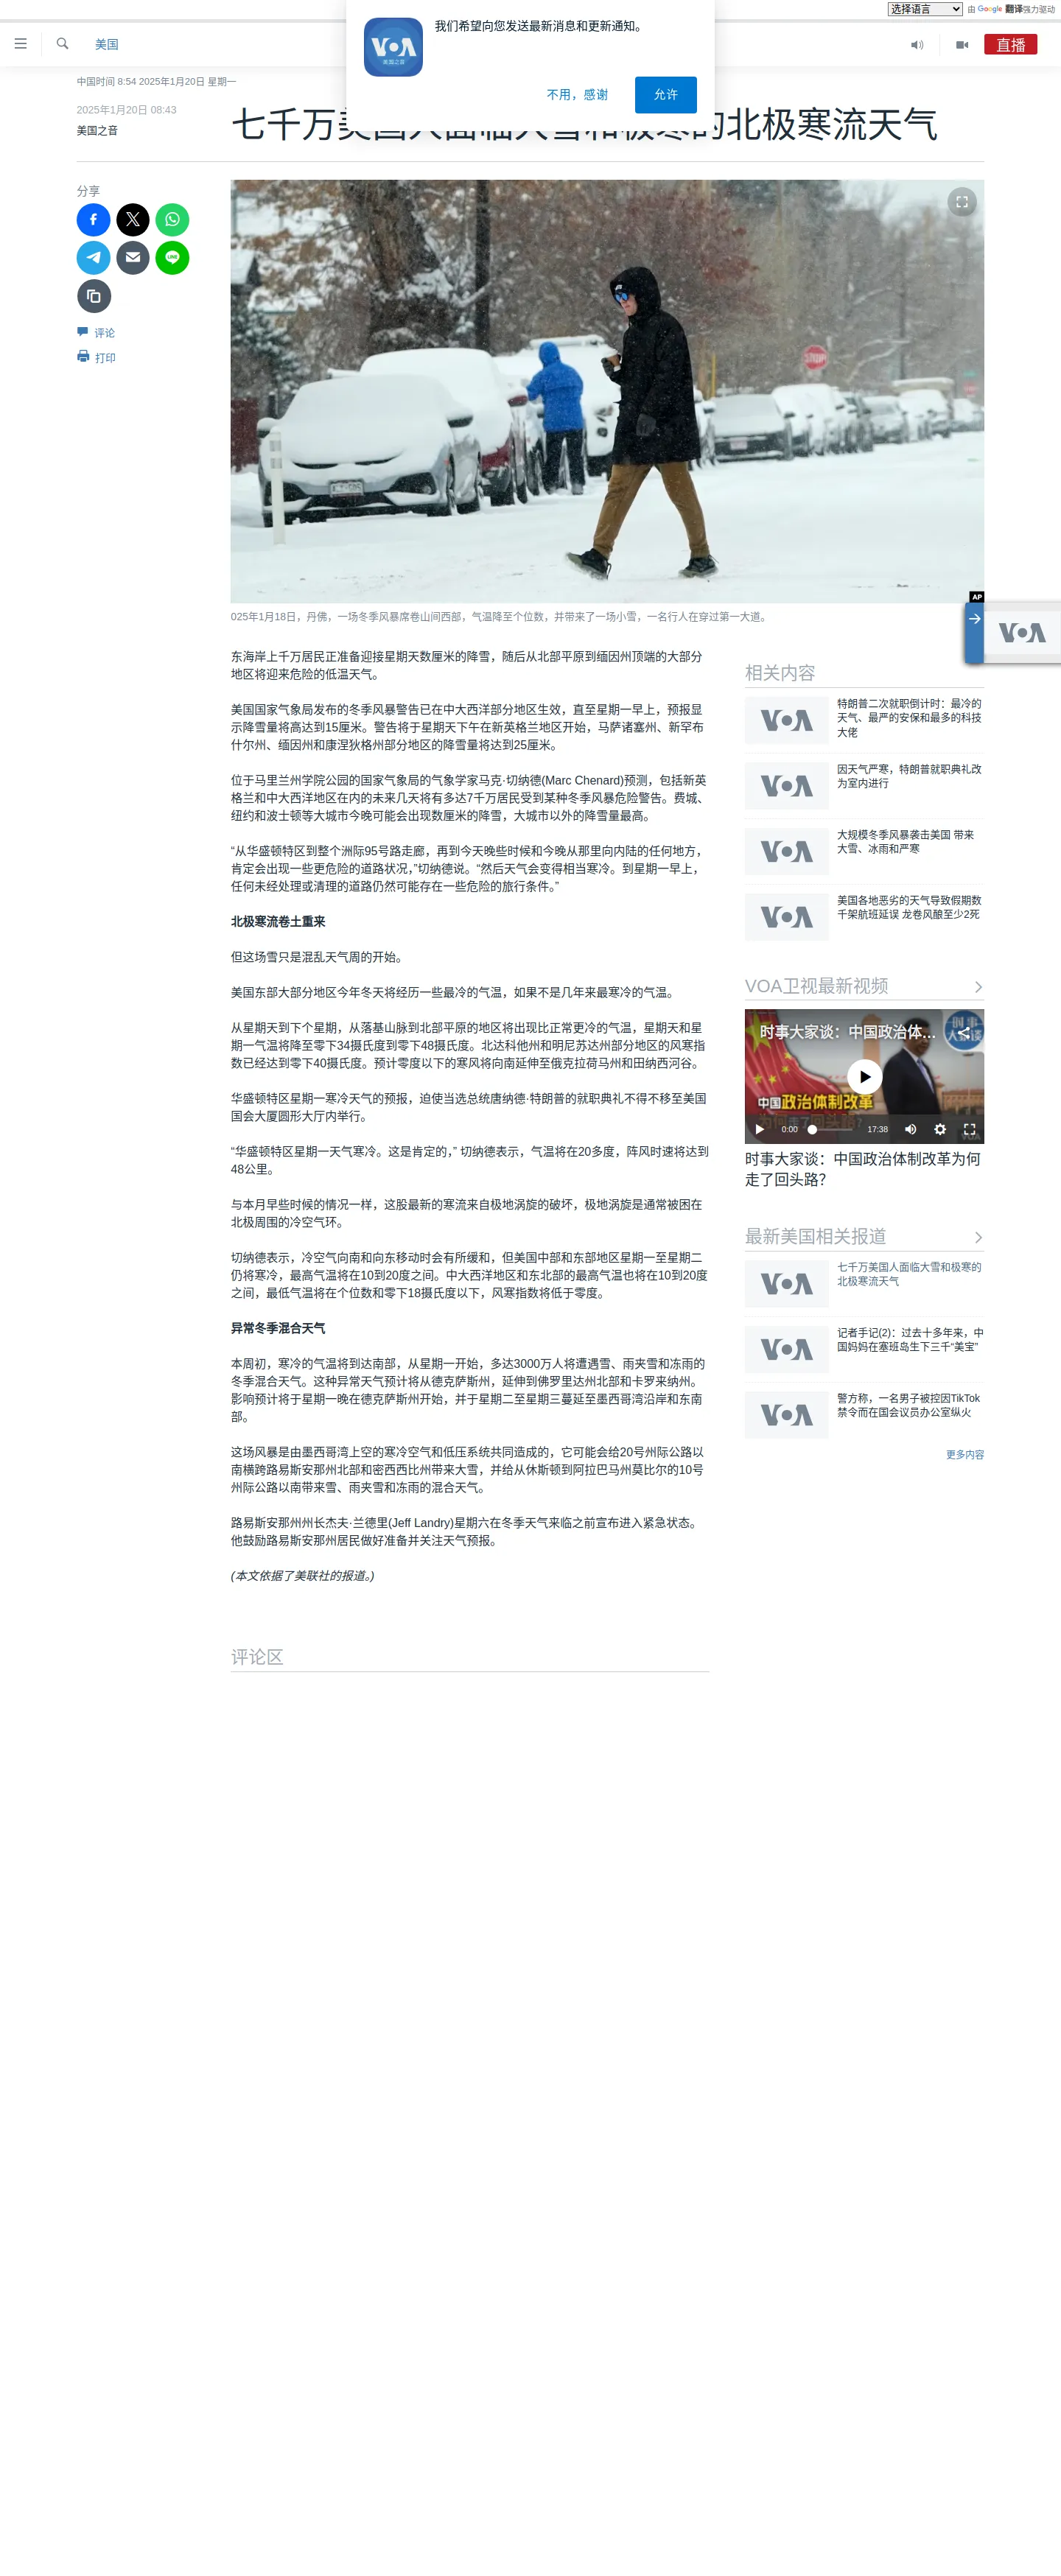 选择语言
由 Google 翻译强力驱动
我们希望向您发送最新消息和更新通知。
VOA
美国之音
不用，感谢
允许
美国
直播
中国时间 8:54 2025年1月20日 星期一
2025年1月20日 08:43
美国之音
七千万美国人面临大雪和极寒的北极寒流天气
分享
LINE
评论
打印
AP
025年1月18日，丹佛，一场冬季风暴席卷山间西部，气温降至个位数，并带来了一场小雪，一名行人在穿过第一大道。
VOA
东海岸上千万居民正准备迎接星期天数厘米的降雪，随后从北部平原到缅因州顶端的大部分
地区将迎来危险的低温天气。
美国国家气象局发布的冬季风暴警告已在中大西洋部分地区生效，直至星期一早上，预报显
示降雪量将高达到15厘米。警告将于星期天下午在新英格兰地区开始，马萨诸塞州、新罕布
什尔州、缅因州和康涅狄格州部分地区的降雪量将达到25厘米。
位于马里兰州学院公园的国家气象局的气象学家马克·切纳德(Marc Chenard)预测，包括新英
格兰和中大西洋地区在内的未来几天将有多达7千万居民受到某种冬季风暴危险警告。费城、
纽约和波士顿等大城市今晚可能会出现数厘米的降雪，大城市以外的降雪量最高。
“从华盛顿特区到整个洲际95号路走廊，再到今天晚些时候和今晚从那里向内陆的任何地方，
肯定会出现一些更危险的道路状况，”切纳德说。“然后天气会变得相当寒冷。到星期一早上，
任何未经处理或清理的道路仍然可能存在一些危险的旅行条件。”
北极寒流卷土重来
但这场雪只是混乱天气周的开始。
美国东部大部分地区今年冬天将经历一些最冷的气温，如果不是几年来最寒冷的气温。
从星期天到下个星期，从落基山脉到北部平原的地区将出现比正常更冷的气温，星期天和星
期一气温将降至零下34摄氏度到零下48摄氏度。北达科他州和明尼苏达州部分地区的风寒指
数已经达到零下40摄氏度。预计零度以下的寒风将向南延伸至俄克拉荷马州和田纳西河谷。
华盛顿特区星期一寒冷天气的预报，迫使当选总统唐纳德·特朗普的就职典礼不得不移至美国
国会大厦圆形大厅内举行。
“华盛顿特区星期一天气寒冷。这是肯定的，” 切纳德表示，气温将在20多度，阵风时速将达到
48公里。
与本月早些时候的情况一样，这股最新的寒流来自极地涡旋的破坏，极地涡旋是通常被困在
北极周围的冷空气环。
切纳德表示，冷空气向南和向东移动时会有所缓和，但美国中部和东部地区星期一至星期二
仍将寒冷，最高气温将在10到20度之间。中大西洋地区和东北部的最高气温也将在10到20度
之间，最低气温将在个位数和零下18摄氏度以下，风寒指数将低于零度。
异常冬季混合天气
本周初，寒冷的气温将到达南部，从星期一开始，多达3000万人将遭遇雪、雨夹雪和冻雨的
冬季混合天气。这种异常天气预计将从德克萨斯州，延伸到佛罗里达州北部和卡罗来纳州。
影响预计将于星期一晚在德克萨斯州开始，并于星期二至星期三蔓延至墨西哥湾沿岸和东南
部。
这场风暴是由墨西哥湾上空的寒冷空气和低压系统共同造成的，它可能会给20号州际公路以
南横跨路易斯安那州北部和密西西比州带来大雪，并给从休斯顿到阿拉巴马州莫比尔的10号
州际公路以南带来雪、雨夹雪和冻雨的混合天气。
路易斯安那州州长杰夫·兰德里(Jeff Landry)星期六在冬季天气来临之前宣布进入紧急状态。
他鼓励路易斯安那州居民做好准备并关注天气预报。
(本文依据了美联社的报道。)
评论区
相关内容
VOA
特朗普二次就职倒计时：最冷的
天气、最严的安保和最多的科技
大佬
VOA
因天气严寒，特朗普就职典礼改
为室内进行
VOA
大规模冬季风暴袭击美国 带来
大雪、冰雨和严寒
VOA
美国各地恶劣的天气导致假期数
千架航班延误 龙卷风酿至少2死
VOA卫视最新视频
时事大家谈：中国政治体…
时事
大家谈
中国政治体制改革
为何走了回头路？
0:00
17:38
时事大家谈：中国政治体制改革为何
走了回头路？
最新美国相关报道
VOA
七千万美国人面临大雪和极寒的
北极寒流天气
VOA
记者手记(2)：过去十多年来，中
国妈妈在塞班岛生下三千“美宝”
VOA
警方称，一名男子被控因TikTok
禁令而在国会议员办公室纵火
更多内容